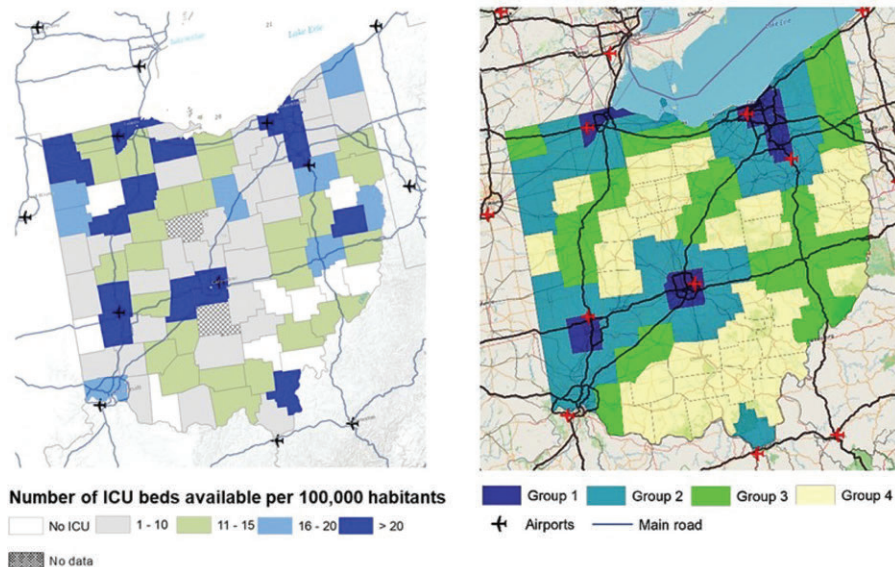 Lake Erie
Number of ICU beds available per 100,000 habitants
No ICU
1 - 10
11 - 15
16 - 20
> 20
No data
Group 1
Group 2
Group 3
Group 4
Airports
Main road